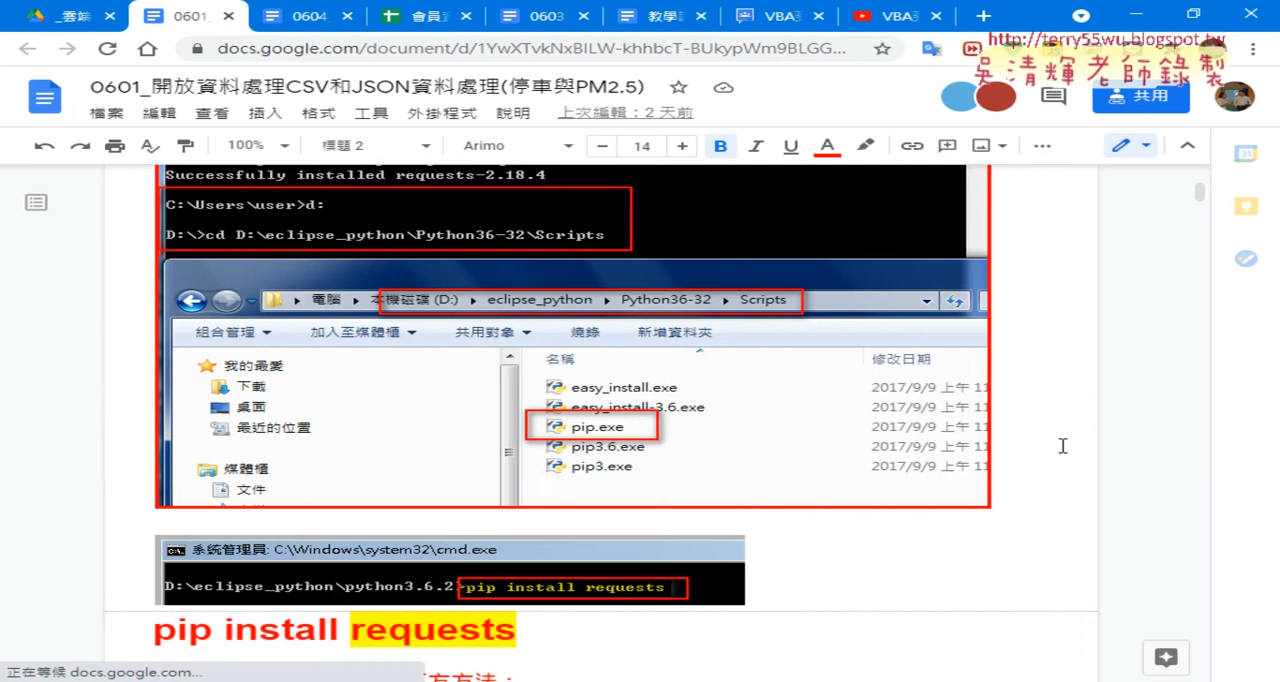 _雲端
0601_
0604
會員
0603
教學
VBA
VBA
docs.google.com/document/d/1YwXTvkNxBILW-khhbcT-BUkypWm9BLGG...
http://terry55wu.blogspot.tw
吳清輝老師錄製
0601_開放資料處理CSV和JSON資料處理(停車與PM2.5)
共用
檔案 編輯 查看 插入 格式 工具 外掛程式 說明 上次編輯：2 天前
100% 標題 2 Arimo 14 B I U A
Successfully installed requests-2.18.4
C:\Users\user>d:
D:\>cd D:\eclipse_python\Python36-32\Scripts
電腦 本機磁碟 (D:) eclipse_python Python36-32 Scripts
組合管理 加入至媒體櫃 共用對象 燒錄 新增資料夾
名稱 修改日期
我的最愛
下載
桌面
最近的位置
媒體櫃
文件
easy_install.exe 2017/9/9 上午 11
easy_install-3.6.exe 2017/9/9 上午 11
pip.exe 2017/9/9 上午 11
pip3.6.exe 2017/9/9 上午 11
pip3.exe 2017/9/9 上午 11
系統管理員: C:\Windows\system32\cmd.exe
D:\eclipse_python\python3.6.2>pip install requests
pip install requests
正在等候 docs.google.com...
方方法：